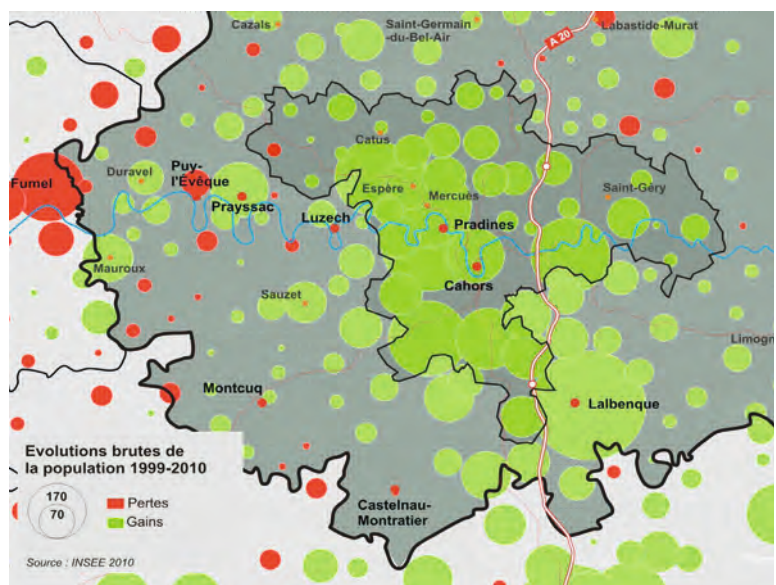 Cazals
Saint-Germain
-du-Bel-Air
A 20
Labastide-Murat
Catus
Puy-
l'Évêque
Duravel
Fumel
Espère
Prayssac
Mercuès
Saint-Géry
Luzech
Pradines
Mauroux
Cahors
Sauzet
Limogn
Montcuq
Lalbenque
Evolutions brutes de
la population 1999-2010
170
70
Pertes
Gains
Castelnau-
Montratier
Source : INSEE 2010